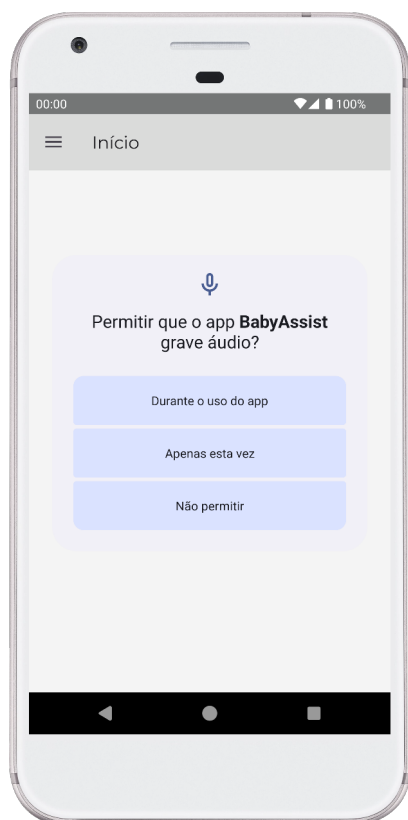 00:00 100%
Início
Permitir que o app BabyAssist
grave áudio?
Durante o uso do app
Apenas esta vez
Não permitir